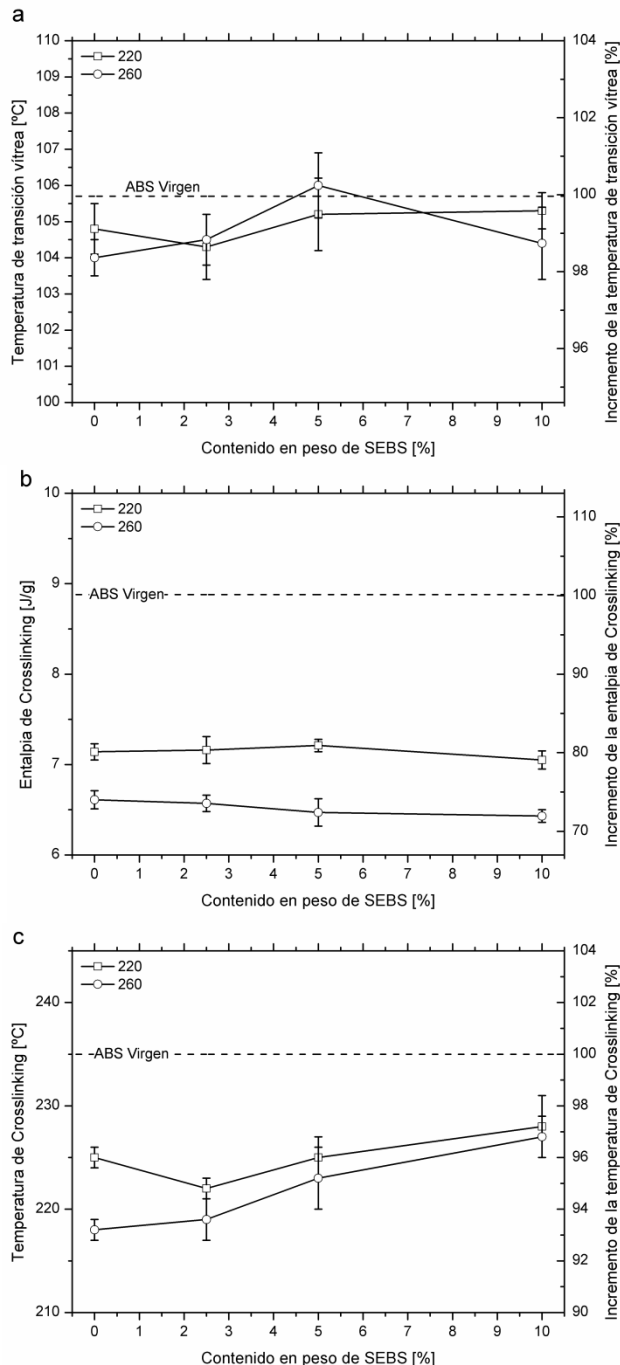 a
110
109
108
107
106
105
104
103
102
101
100
Temperatura de transición vítrea [ºC]
220
260
ABS Virgen
104
102
100
98
96
Incremento de la temperatura de transición vítrea [%]
0 1 2 3 4 5 6 7 8 9 10
Contenido en peso de SEBS [%]
b
10
9
8
7
6
Entalpia de Crosslinking [J/g]
220
260
ABS Virgen
110
100
90
80
70
Incremento de la entalpia de Crosslinking [%]
0 1 2 3 4 5 6 7 8 9 10
Contenido en peso de SEBS [%]
c
240
230
220
210
Temperatura de Crosslinking [ºC]
220
260
ABS Virgen
104
102
100
98
96
94
92
90
Incremento de la temperatura de Crosslinking [%]
0 1 2 3 4 5 6 7 8 9 10
Contenido en peso de SEBS [%]